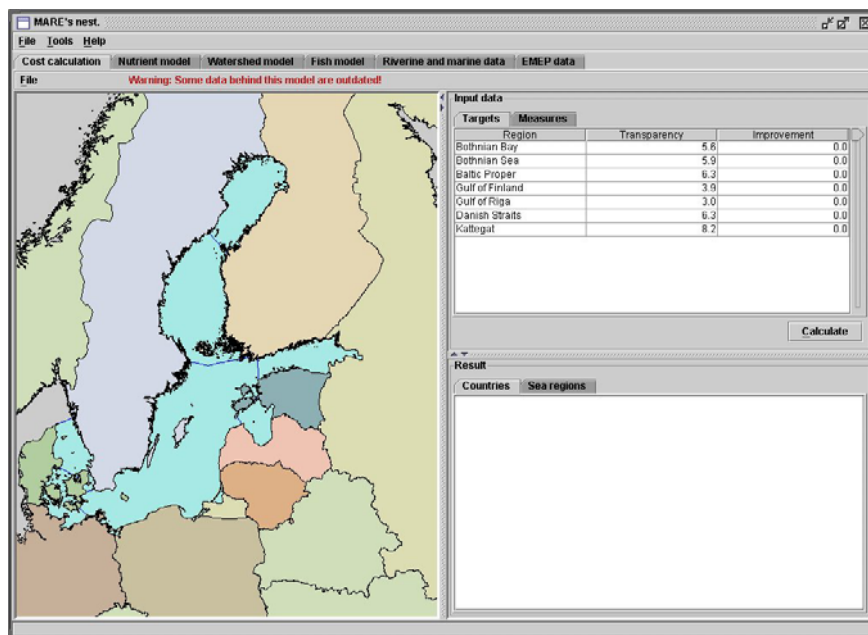 MARE's nest.
File Tools Help
Cost calculation Nutrient model Watershed model Fish model Riverine and marine data EMEP data
File Warning: Some data behind this model are outdated!
Input data
Targets Measures
Region Transparency Improvement
Bothnian Bay 5.6 0.0
Bothnian Sea 5.9 0.0
Baltic Proper 6.3 0.0
Gulf of Finland 3.9 0.0
Gulf of Riga 3.0 0.0
Danish Straits 6.3 0.0
Kattegat 8.2 0.0
Calculate
Result
Countries Sea regions